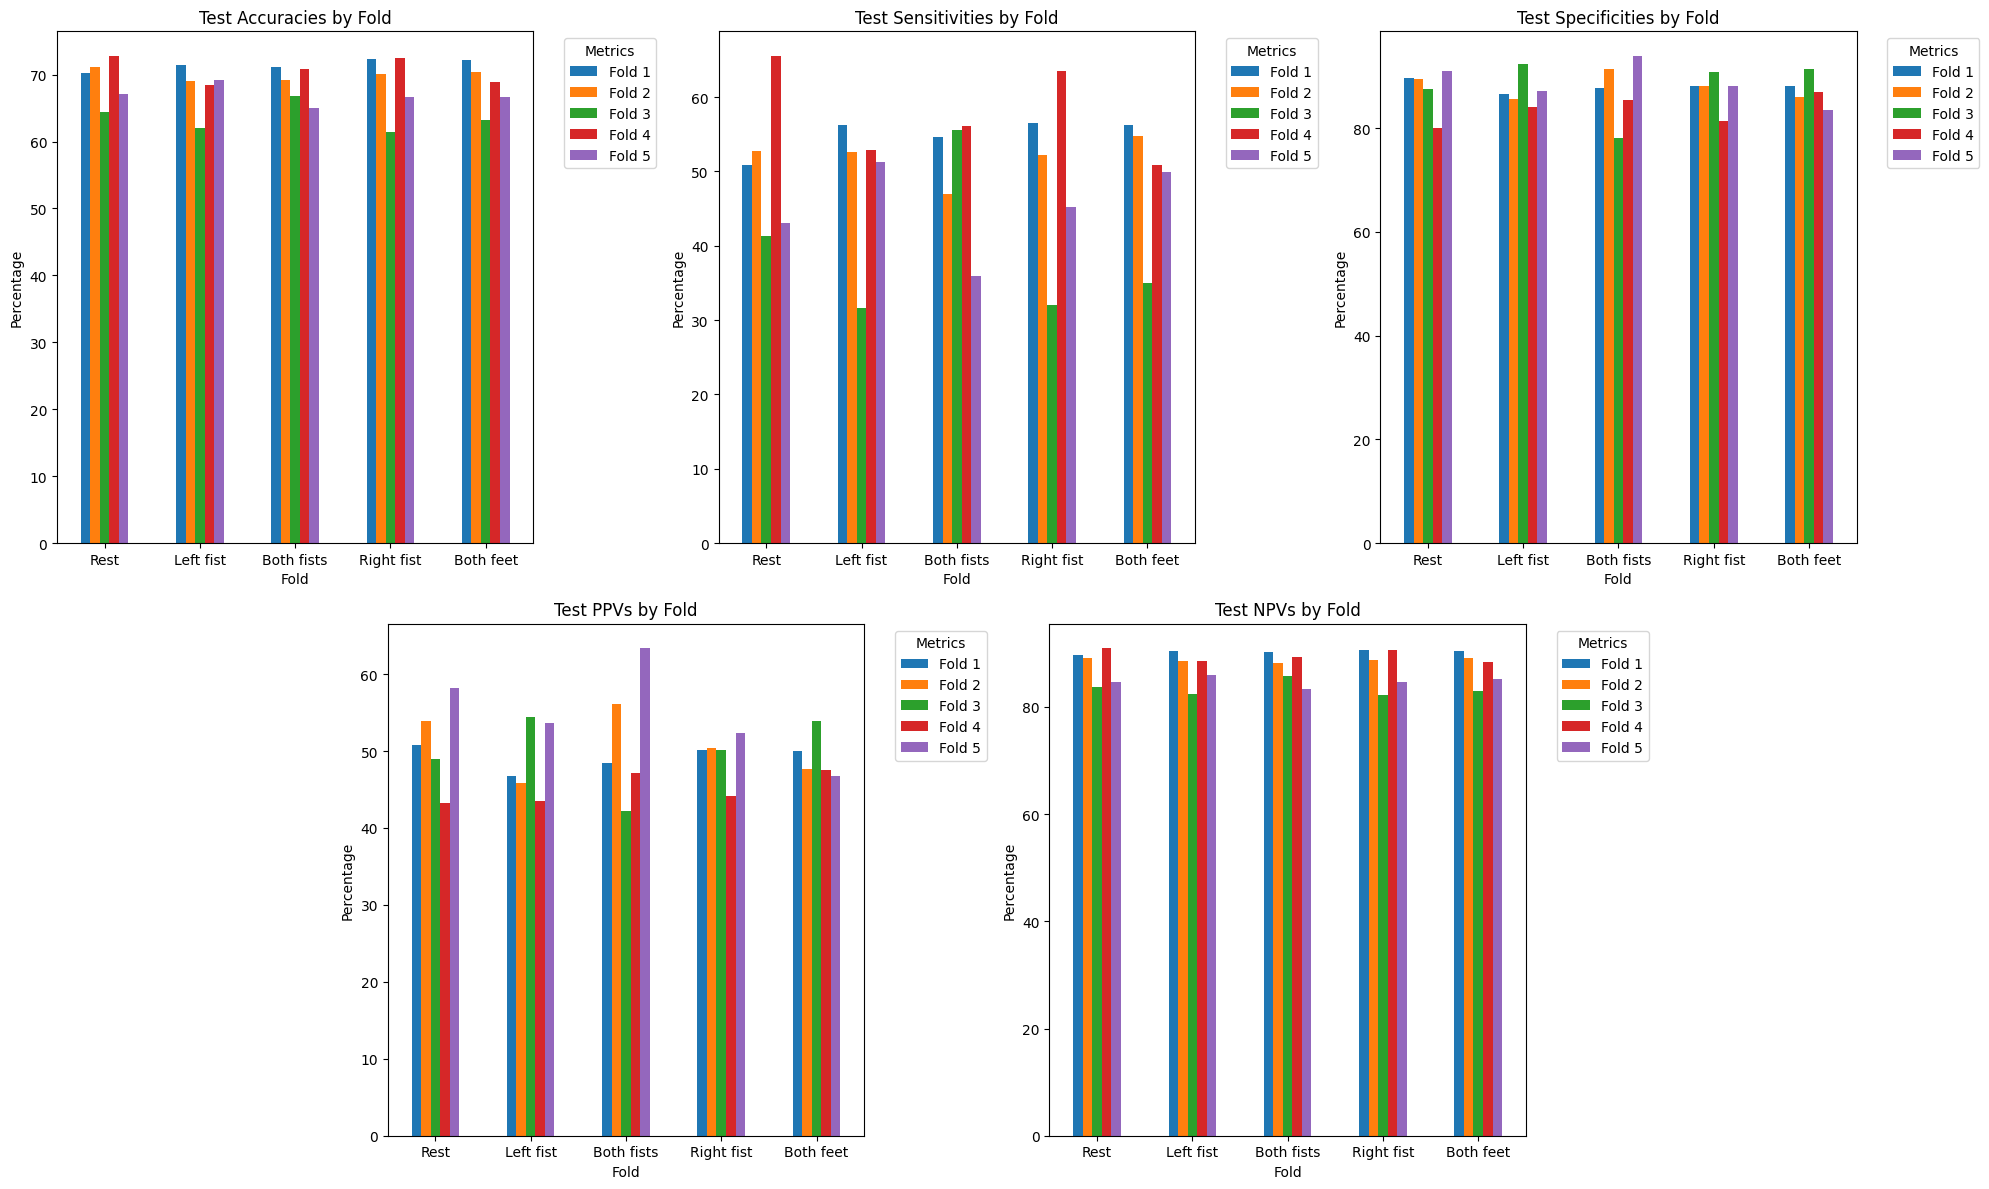 Test Accuracies by Fold
Percentage
70
60
50
40
30
20
10
0
Rest Left fist Both fists Right fist Both feet
Fold
Metrics
Fold 1
Fold 2
Fold 3
Fold 4
Fold 5
Test Sensitivities by Fold
Percentage
60
50
40
30
20
10
0
Rest Left fist Both fists Right fist Both feet
Fold
Metrics
Fold 1
Fold 2
Fold 3
Fold 4
Fold 5
Test Specificities by Fold
Percentage
80
60
40
20
0
Rest Left fist Both fists Right fist Both feet
Fold
Metrics
Fold 1
Fold 2
Fold 3
Fold 4
Fold 5
Test PPVs by Fold
Percentage
60
50
40
30
20
10
0
Rest Left fist Both fists Right fist Both feet
Fold
Metrics
Fold 1
Fold 2
Fold 3
Fold 4
Fold 5
Test NPVs by Fold
Percentage
80
60
40
20
0
Rest Left fist Both fists Right fist Both feet
Fold
Metrics
Fold 1
Fold 2
Fold 3
Fold 4
Fold 5